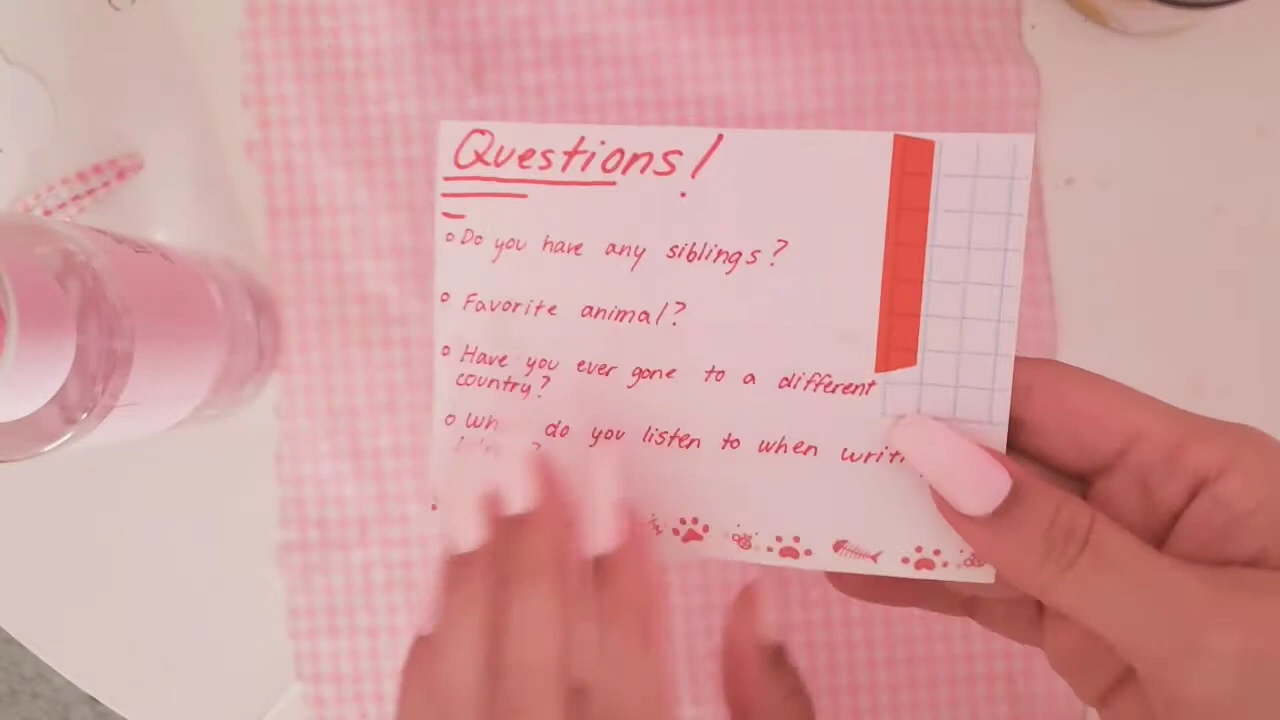 Questions!
Do you have any siblings?
Favorite animal?
Have you ever gone to a different
country?
do you listen to when